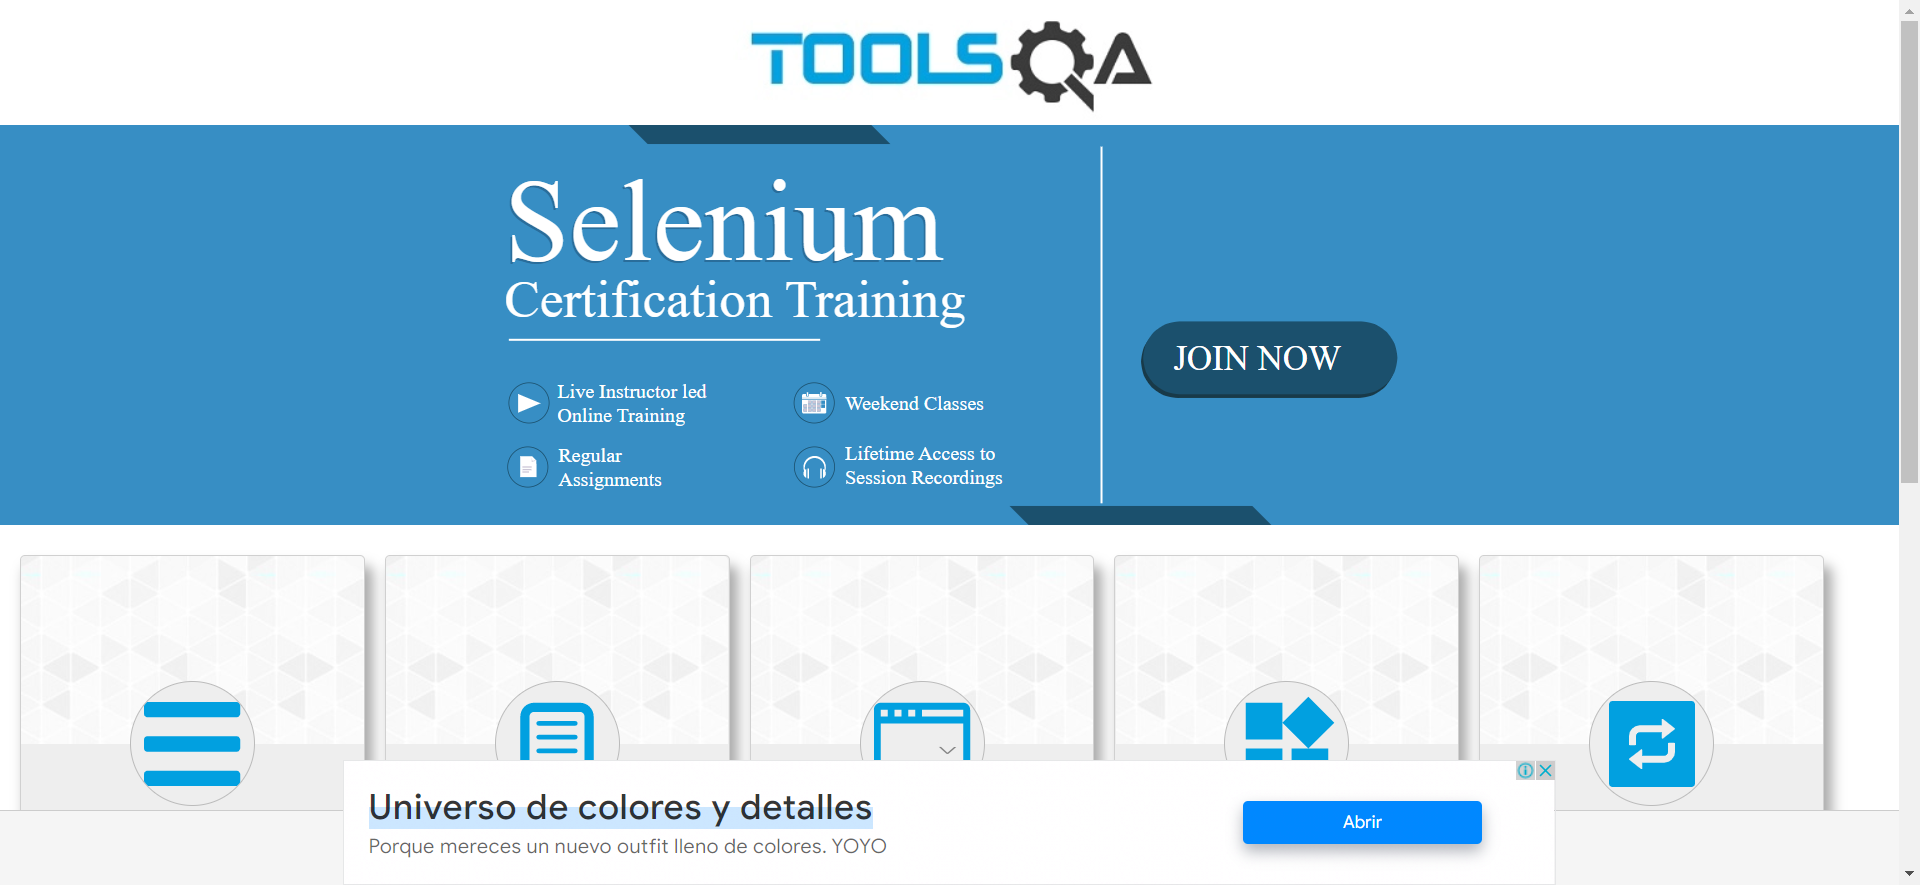 TOOLSQA
Selenium
Certification Training
JOIN NOW
Live Instructor led
Online Training
Weekend Classes
Regular
Assignments
Lifetime Access to
Session Recordings
Universo de colores y detalles
Porque mereces un nuevo outfit lleno de colores. YOYO
Abrir